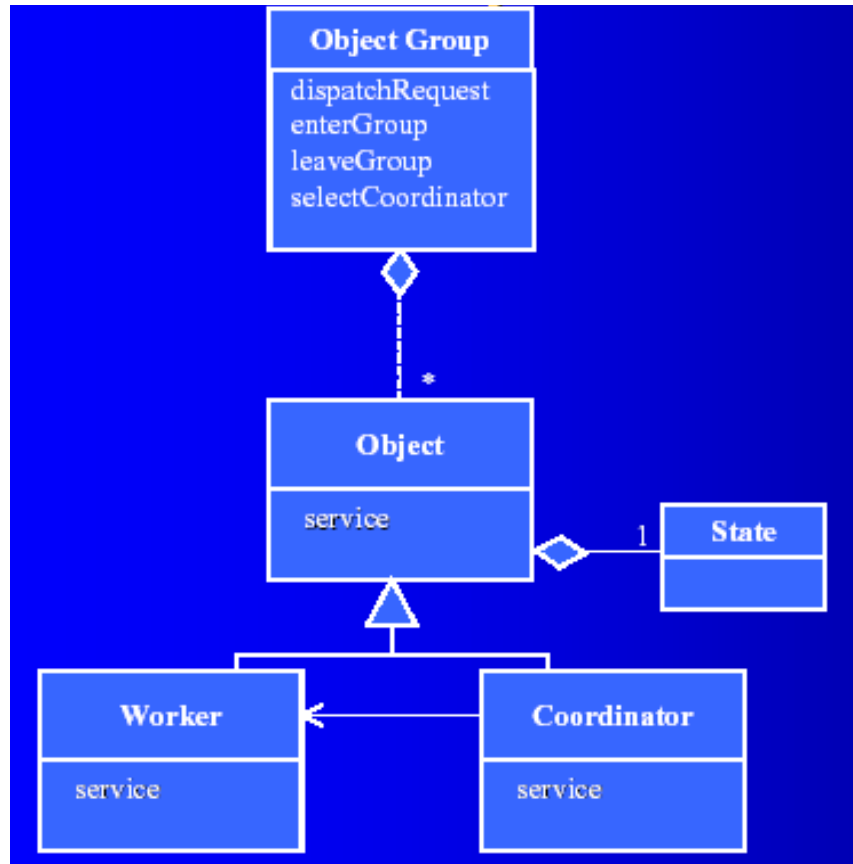 Object Group
dispatchRequest
enterGroup
leaveGroup
selectCoordinator
*
Object
service
1
State
Worker
service
Coordinator
service